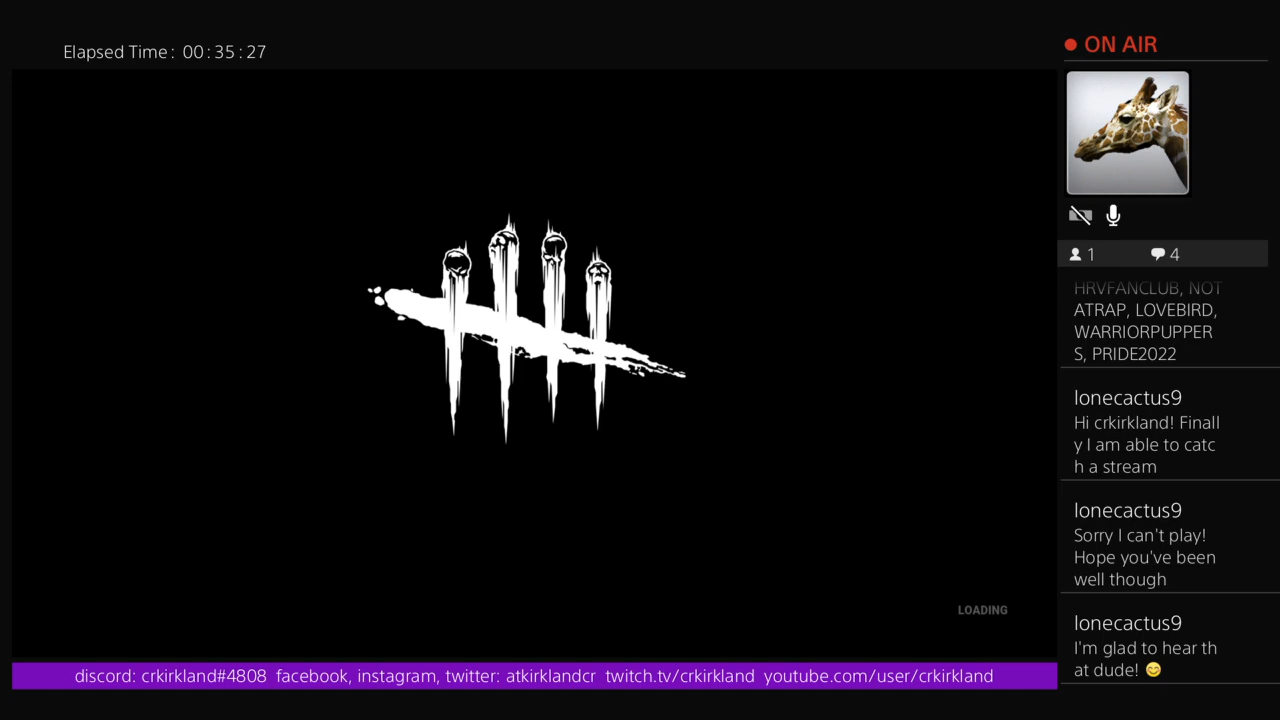 Elapsed Time: 00:35:27
ON AIR
1
4
HRVFANCLUB, NOT
ATRAP, LOVEBIRD,
WARRIORPUPPER
S, PRIDE2022
lonecactus9
Hi crkirkland! Finall
y I am able to catc
h a stream
lonecactus9
Sorry I can't play!
Hope you've been
well though
lonecactus9
I'm glad to hear th
at dude! 😊
LOADING
discord: crkirkland#4808 facebook, instagram, twitter: atkirklandcr twitch.tv/crkirkland youtube.com/user/crkirkland